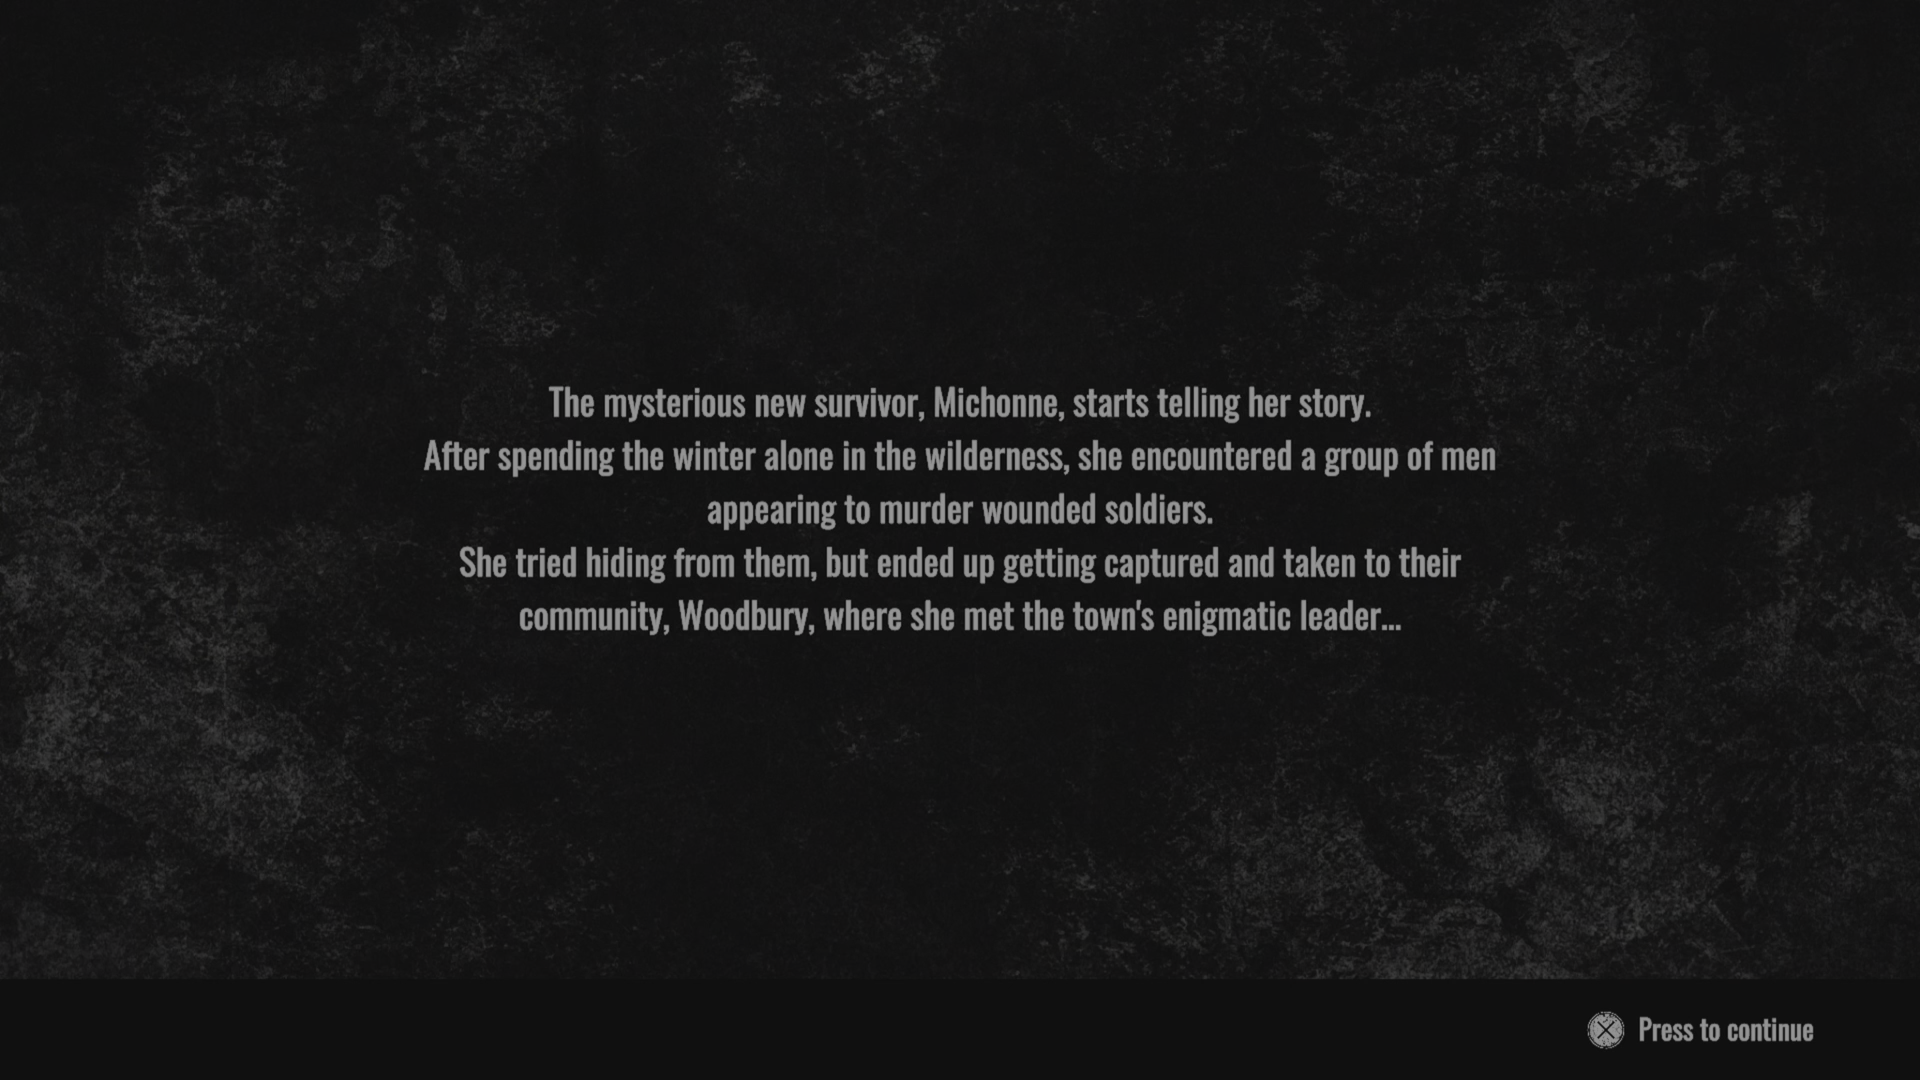 The mysterious new survivor, Michonne, starts telling her story.
After spending the winter alone in the wilderness, she encountered a group of men
appearing to murder wounded soldiers.
She tried hiding from them, but ended up getting captured and taken to their
community, Woodbury, where she met the town's enigmatic leader...
Press to continue